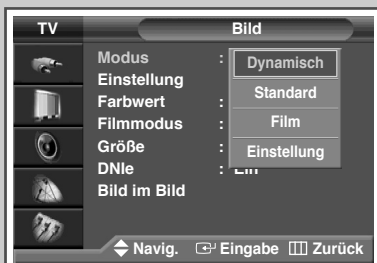 TV Bild
Modus : Dynamisch
Einstellung Standard
Farbwert :
Filmmodus : Film
Größe : Einstellung
DNIe : Ein
Bild im Bild
Navig. Eingabe Zurück